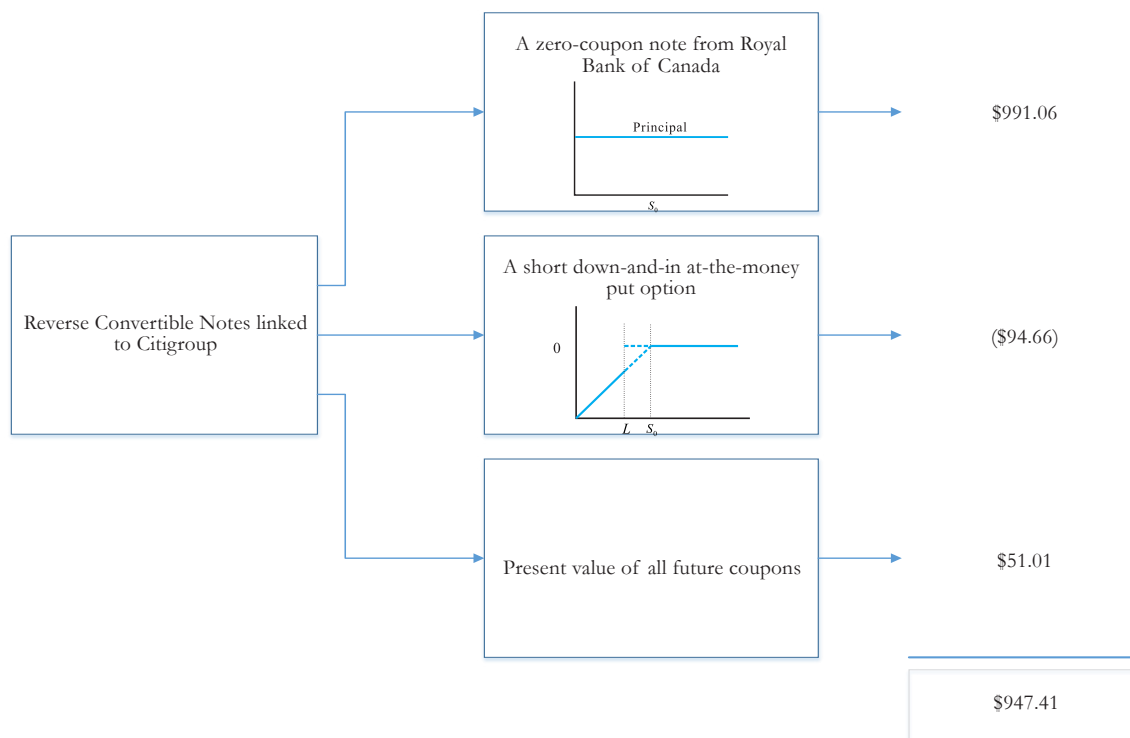 A zero-coupon note from Royal
Bank of Canada
Principal
S₀
$991.06
Reverse Convertible Notes linked
to Citigroup
A short down-and-in at-the-money
put option
0
L S₀
($94.66)
Present value of all future coupons
$51.01
$947.41